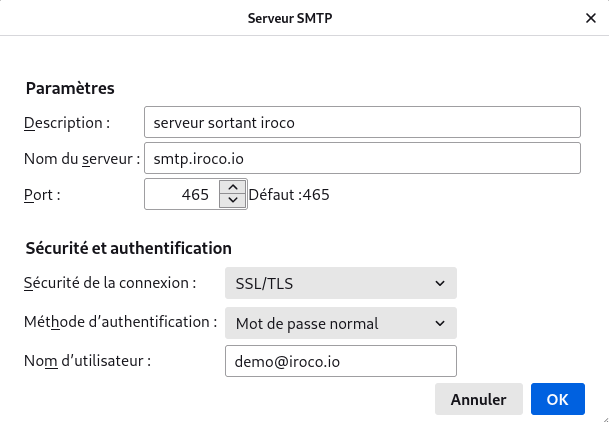 Serveur SMTP
Paramètres
Description : serveur sortant iroco
Nom du serveur : smtp.iroco.io
Port : 465 Défaut :465
Sécurité et authentification
Sécurité de la connexion : SSL/TLS
Méthode d’authentification : Mot de passe normal
Nom d’utilisateur : demo@iroco.io
Annuler OK